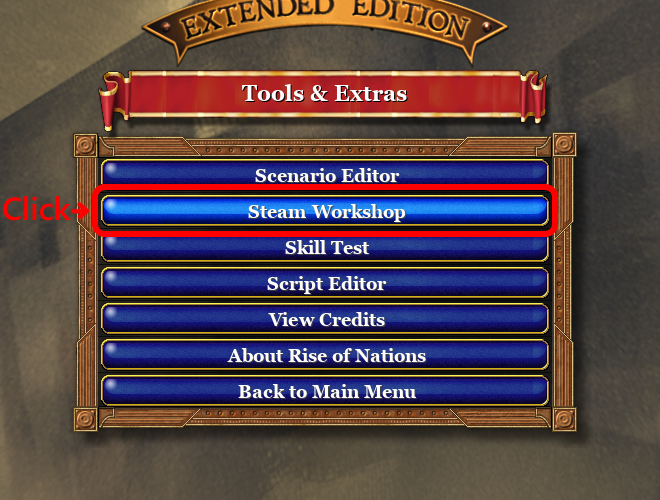 EXTENDED EDITION
Tools & Extras
Scenario Editor
Click→
Steam Workshop
Skill Test
Script Editor
View Credits
About Rise of Nations
Back to Main Menu